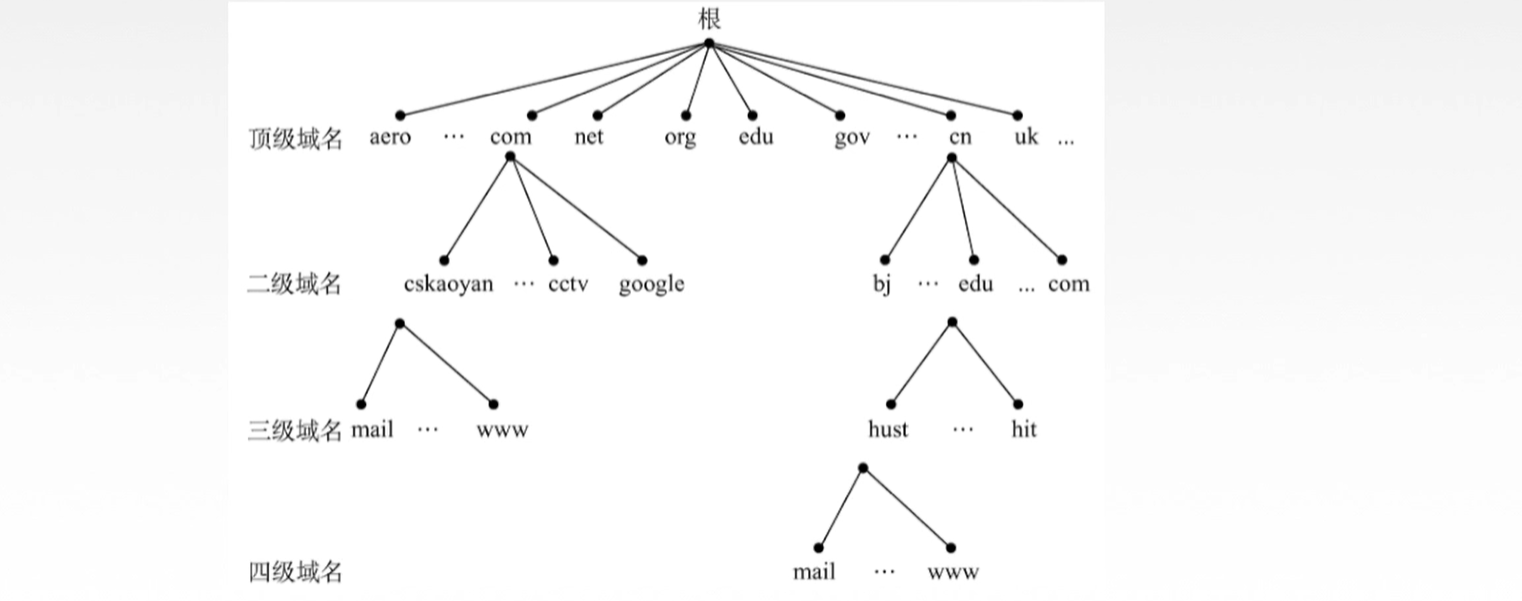 根
顶级域名 aero … com net org edu gov … cn uk ...
二级域名 cskaoyan … cctv google bj … edu ... com
三级域名 mail … www hust … hit
四级域名 mail … www